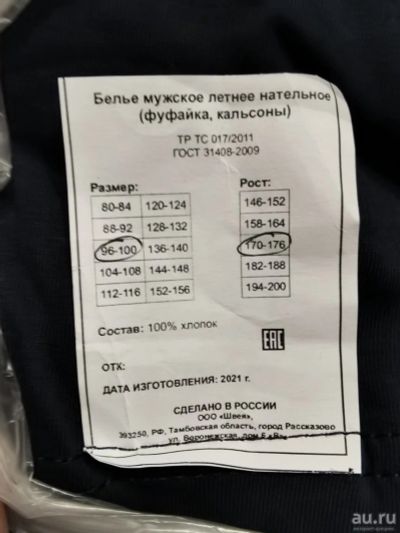 Белье мужское летнее нательное
(фуфайка, кальсоны)
ТР ТС 017/2011
ГОСТ 31408-2009
Размер:
80-84 120-124
88-92 128-132
96-100 136-140
104-108 144-148
112-116 152-156
Рост:
146-152
158-164
170-176
182-188
194-200
Состав: 100% хлопок
ЕАС
ОТК:
ДАТА ИЗГОТОВЛЕНИЯ: 2021 г.
СДЕЛАНО В РОССИИ
ООО «Швея»,
393250, РФ, Тамбовская область, город Рассказово
ул. Воронежская, дом
au.ru